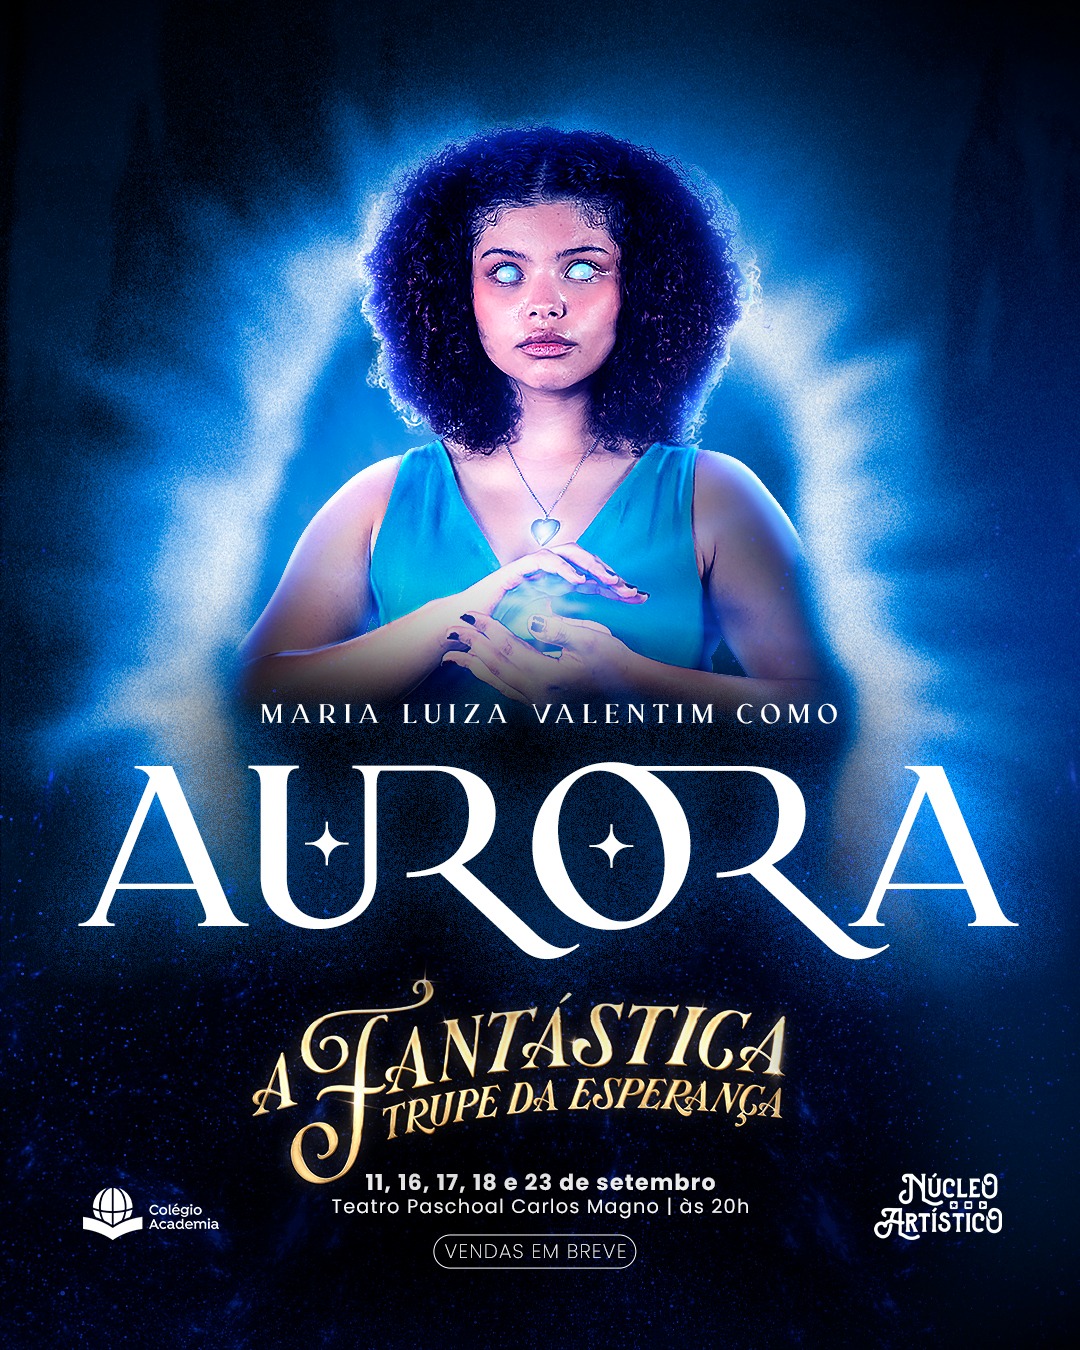 MARIA LUIZA VALENTIM COMO
AURORA
A FANTÁSTICA
TRUPE DA ESPERANÇA
11, 16, 17, 18 e 23 de setembro
Teatro Paschoal Carlos Magno | às 20h
VENDAS EM BREVE
Colégio
Academia
NÚCLEO
ARTÍSTICO